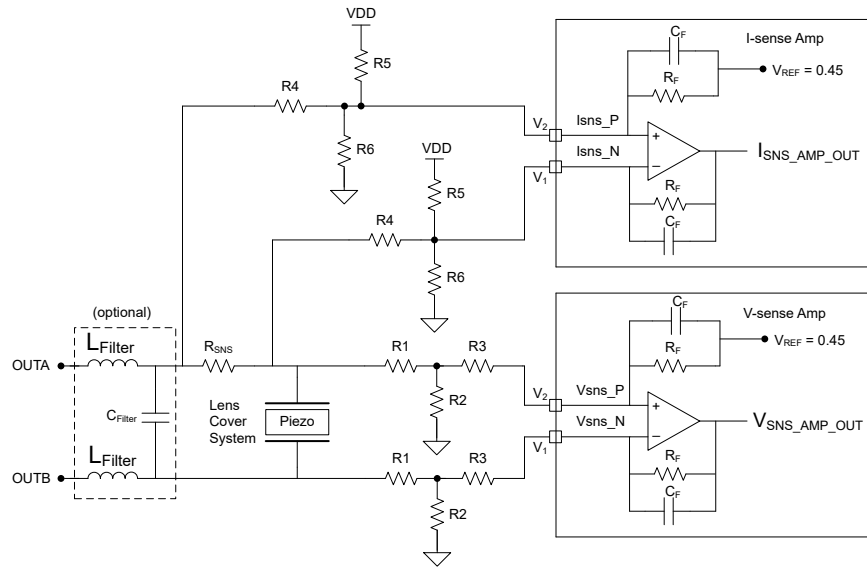 VDD
R5
R4
R6
VDD
R5
R4
R6
I-sense Amp
CF
VREF = 0.45
RF
V2
Isns_P
+
Isns_N
−
V1
ISNS_AMP_OUT
RF
CF
(optional)
LFilter
OUTA
CFilter
LFilter
OUTB
RSNS
Lens
Cover
System
Piezo
R1
R3
R2
R1
R3
R2
V-sense Amp
CF
VREF = 0.45
RF
V2
Vsns_P
+
Vsns_N
−
V1
VSNS_AMP_OUT
RF
CF